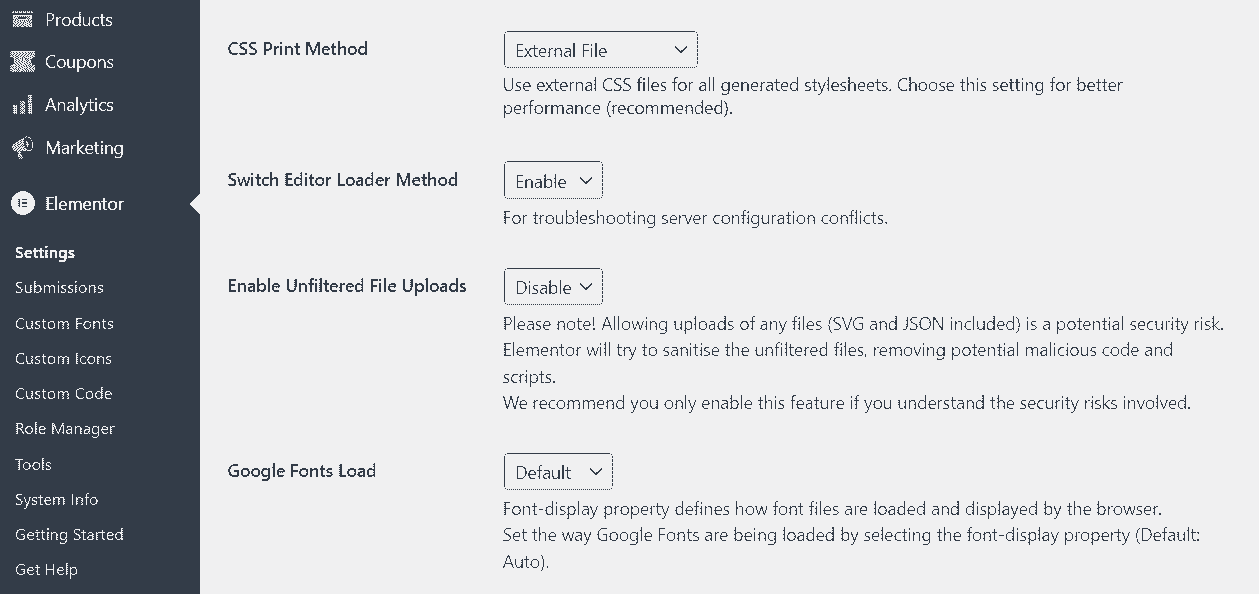 Products
Coupons
Analytics
Marketing
Elementor
Settings
Submissions
Custom Fonts
Custom Icons
Custom Code
Role Manager
Tools
System Info
Getting Started
Get Help
CSS Print Method
External File
Use external CSS files for all generated stylesheets. Choose this setting for better
performance (recommended).
Switch Editor Loader Method
Enable
For troubleshooting server configuration conflicts.
Enable Unfiltered File Uploads
Disable
Please note! Allowing uploads of any files (SVG and JSON included) is a potential security risk.
Elementor will try to sanitise the unfiltered files, removing potential malicious code and
scripts.
We recommend you only enable this feature if you understand the security risks involved.
Google Fonts Load
Default
Font-display property defines how font files are loaded and displayed by the browser.
Set the way Google Fonts are being loaded by selecting the font-display property (Default:
Auto).